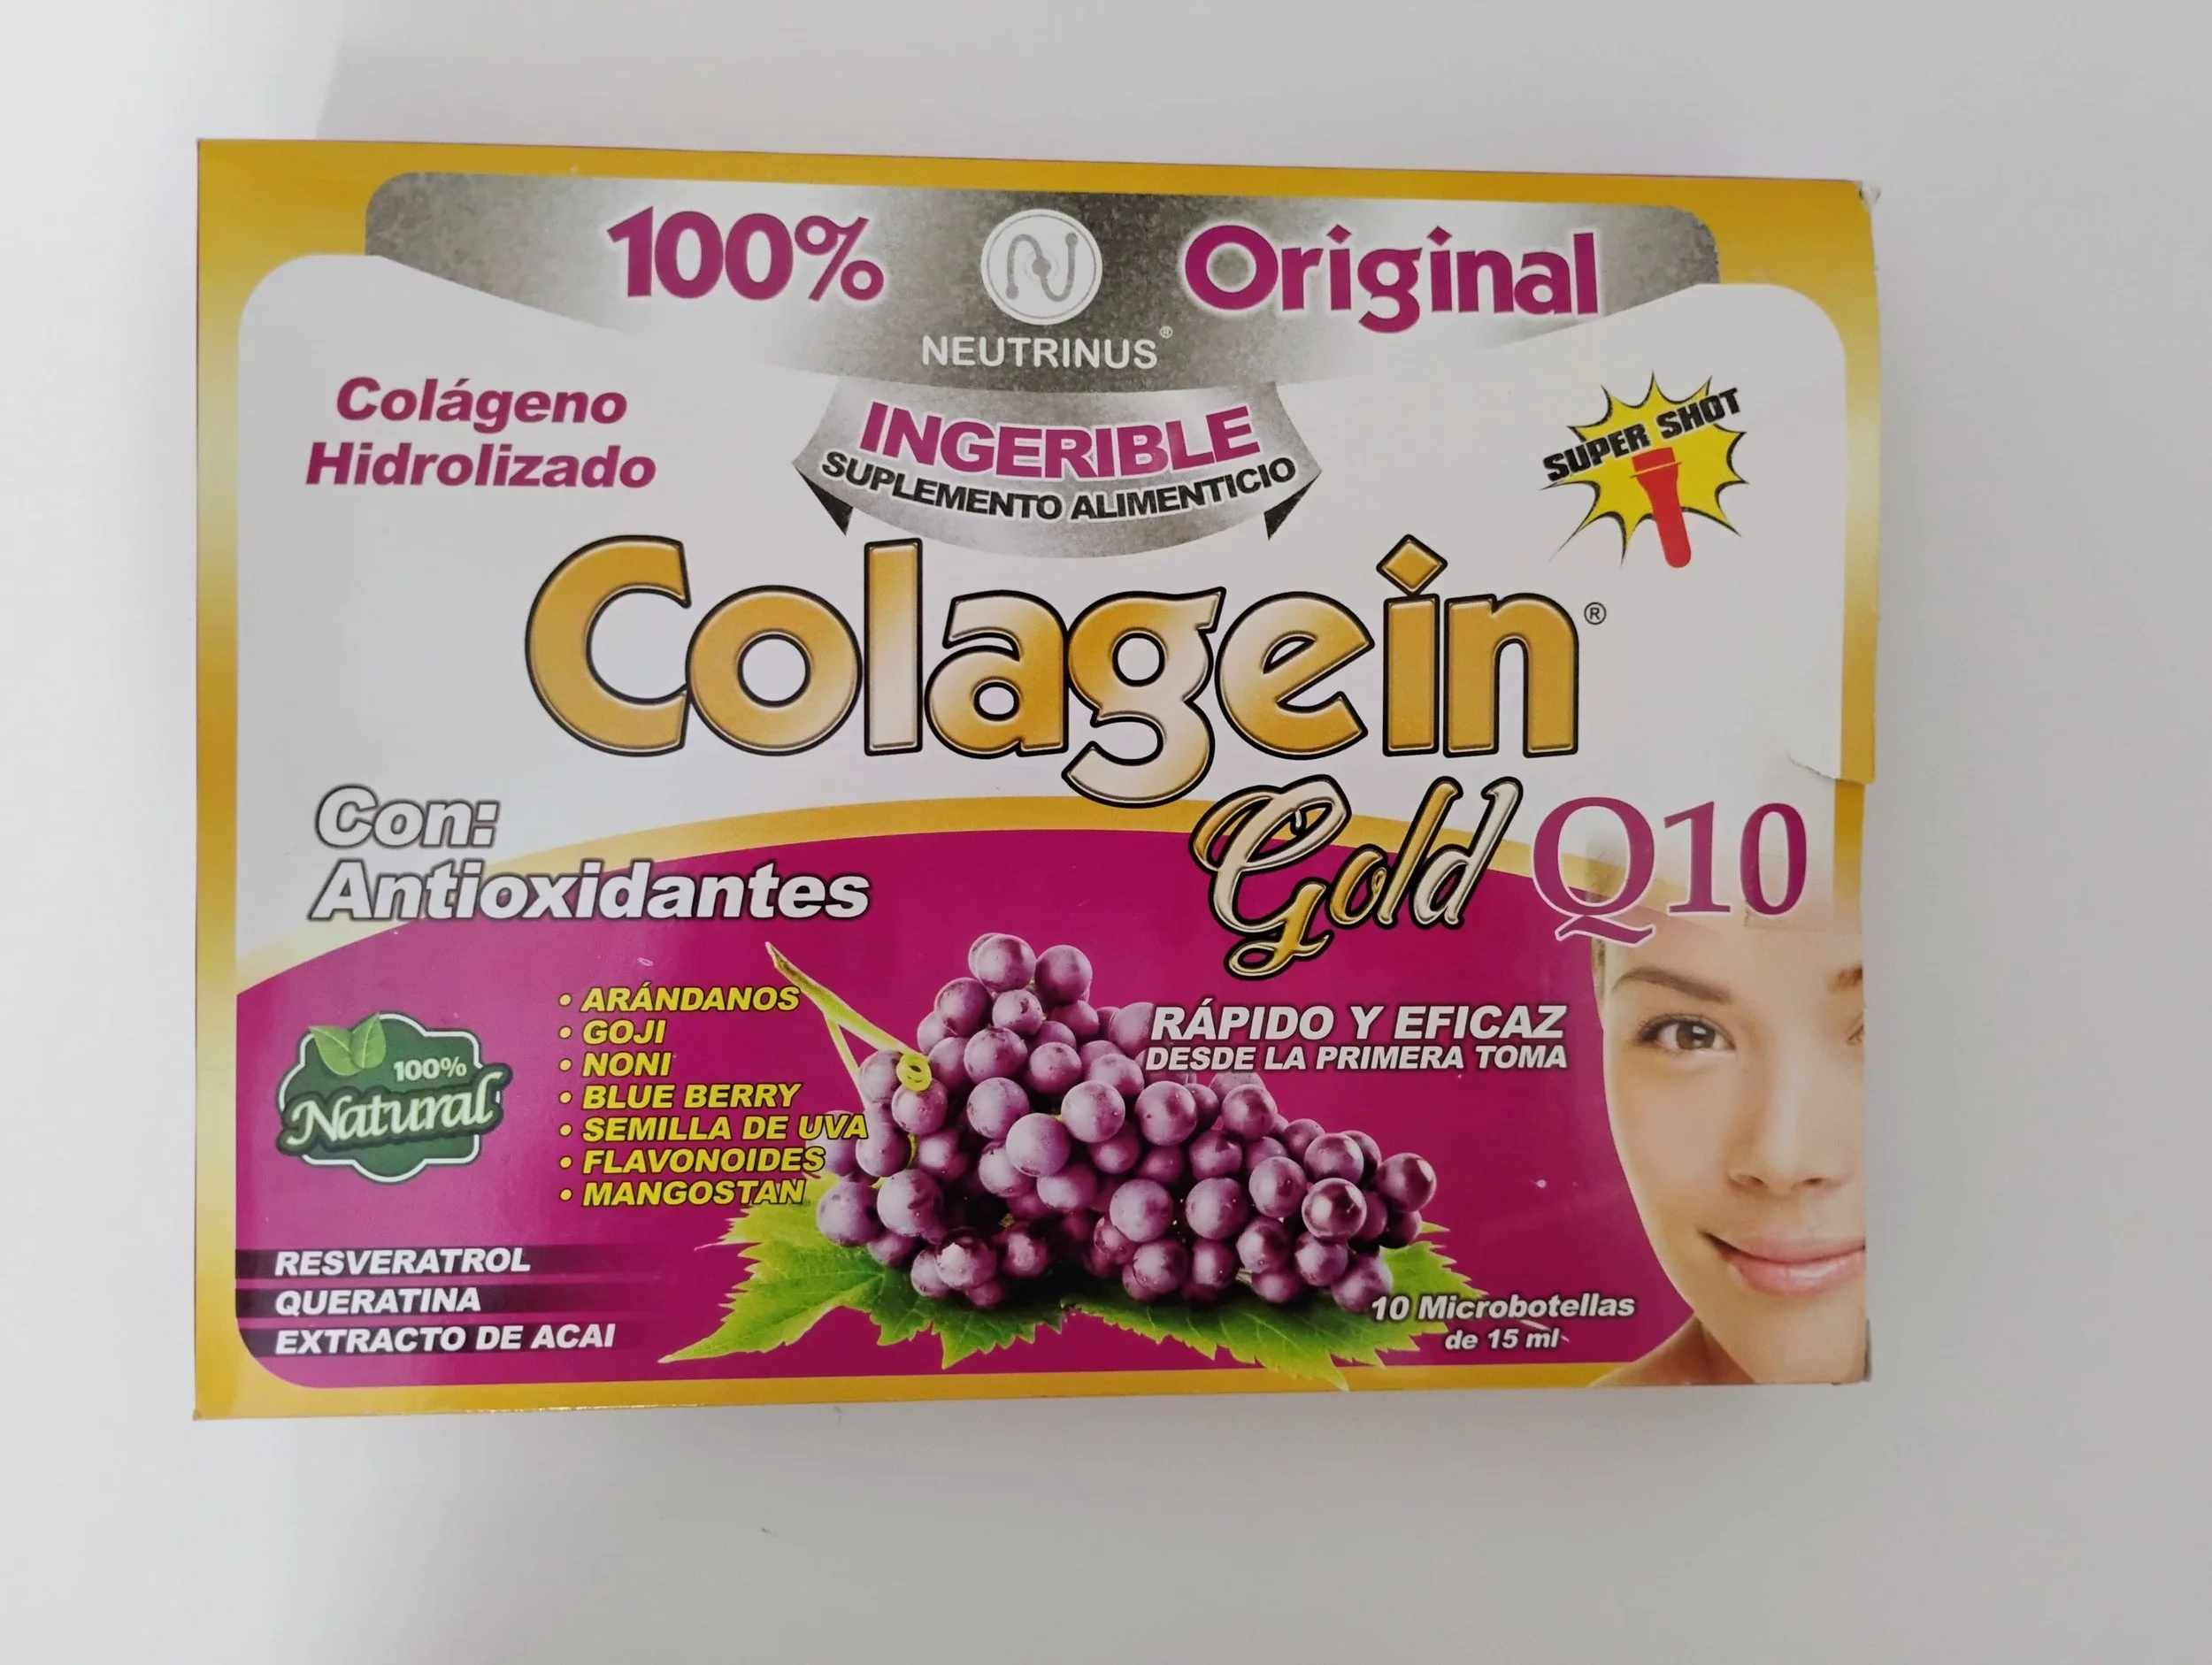 100% Original
NEUTRINUS®
Colágeno
Hidrolizado
INGERIBLE
SUPLEMENTO ALIMENTICIO
SUPER SHOT
Colagein®
Gold Q10
Con:
Antioxidantes
100%
Natural
• ARÁNDANOS
• GOJI
• NONI
• BLUE BERRY
• SEMILLA DE UVA
• FLAVONOIDES
• MANGOSTAN
RÁPIDO Y EFICAZ
DESDE LA PRIMERA TOMA
RESVERATROL
QUERATINA
EXTRACTO DE ACAI
10 Microbotellas
de 15 ml